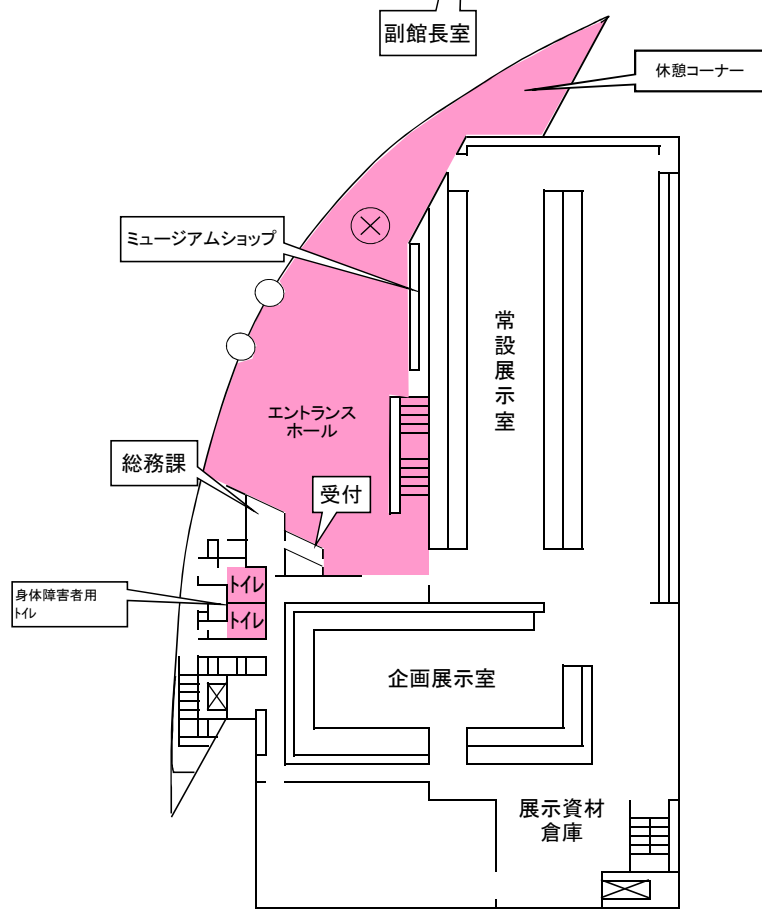 副館長室
休憩コーナー
ミュージアムショップ
常設展示室
エントランス
ホール
総務課
受付
トイレ
身体障害者用
トイレ
トイレ
企画展示室
展示資材
倉庫